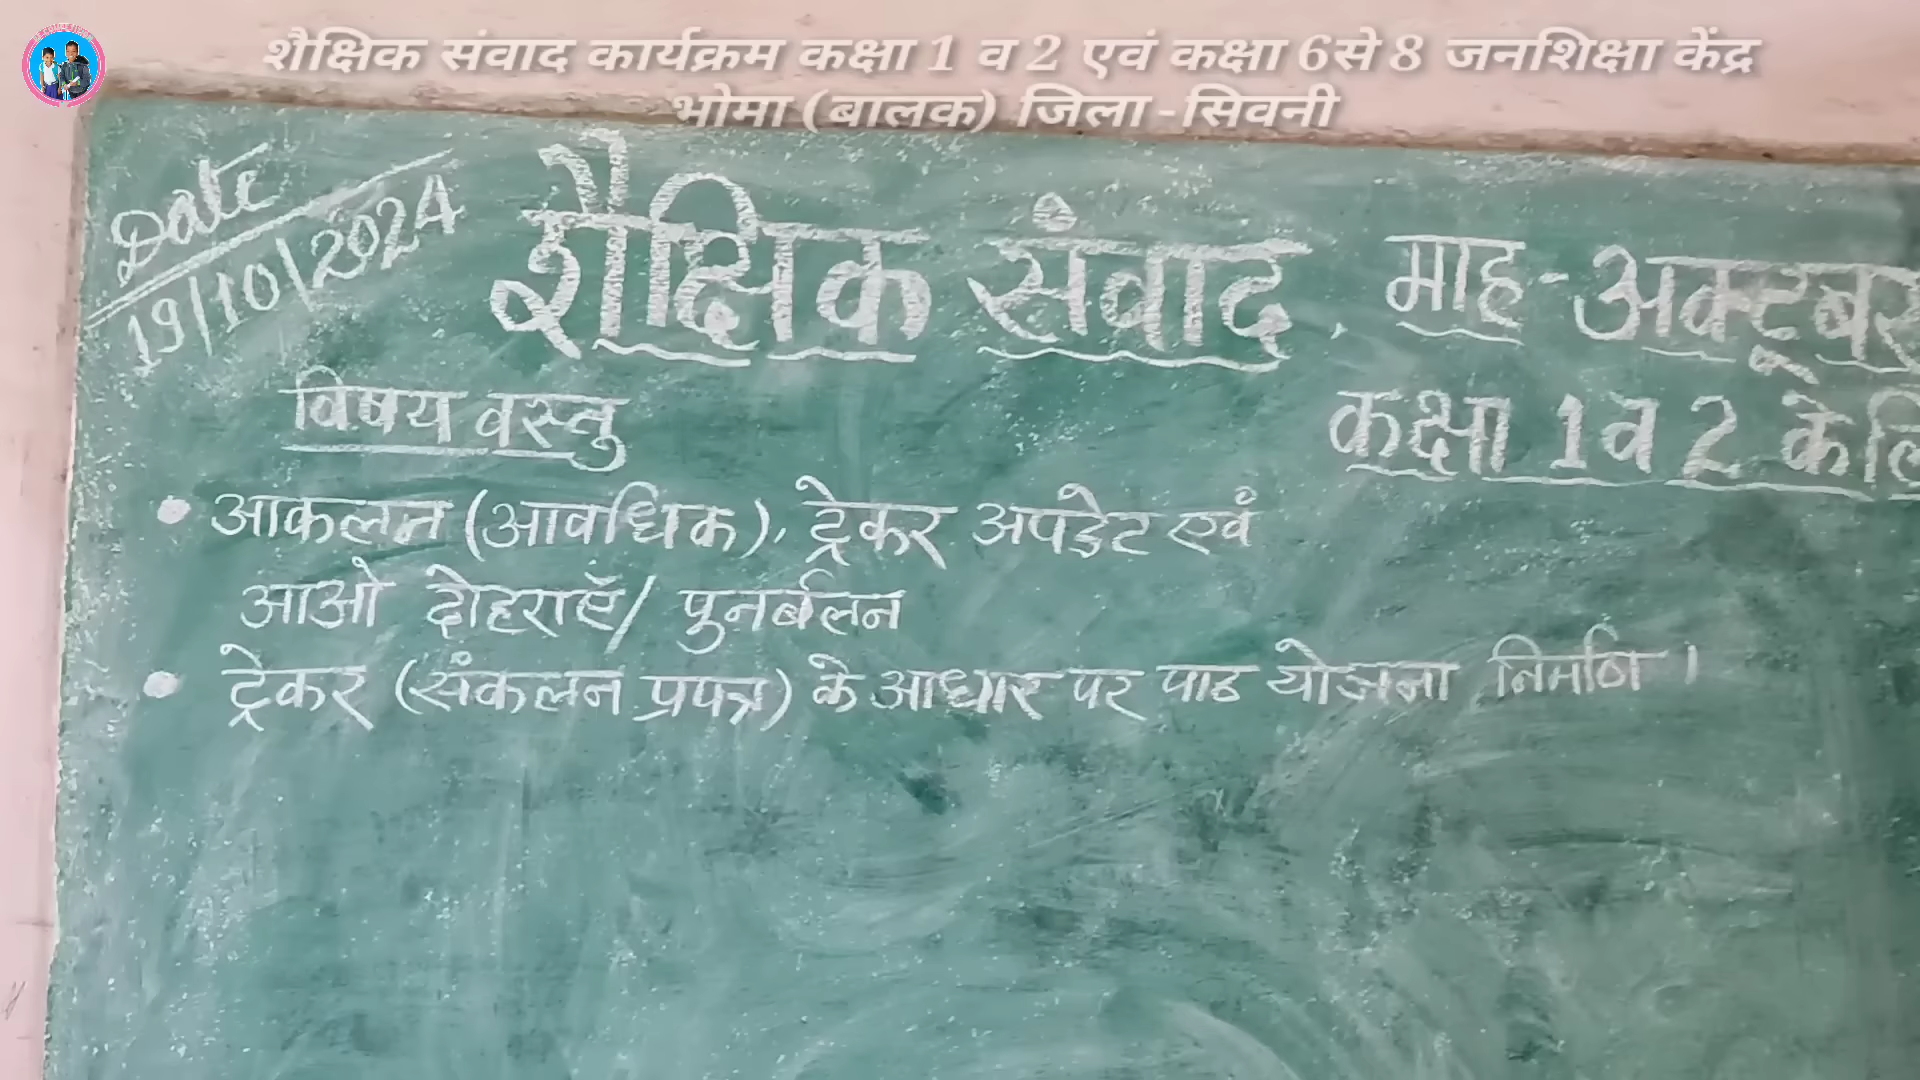 शैक्षिक संवाद कार्यक्रम कक्षा 1 व 2 एवं कक्षा 6से 8 जनशिक्षा केंद्र
भोमा (बालक) जिला -सिवनी
Date
19/10/2024
शैक्षिक संवाद, माह-अक्टूबर
विषय वस्तु
कक्षा 1 व 2 के लि
• आकलन (आवधिक), ट्रेकर अपडेट एवं
आओ दोहराएँ/ पुनर्बलन
• ट्रेकर (संकलन प्रपत्र) के आधार पर पाठ योजना निर्माण।